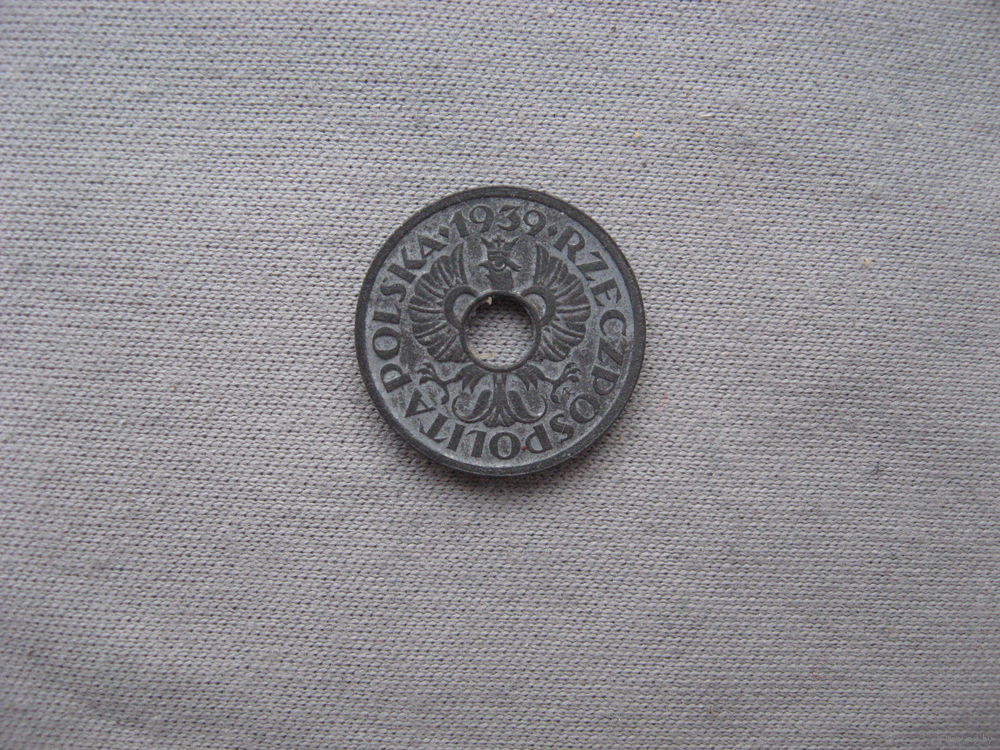 1939 · RZECZPOSPOLITA POLSKA ·